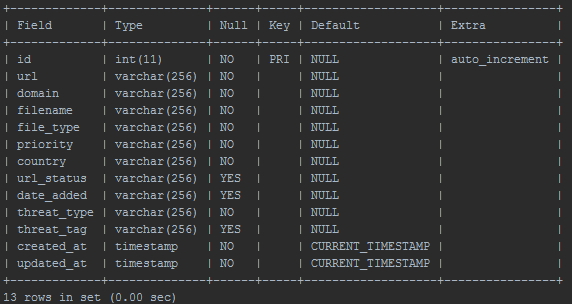 +--------------+--------------+------+-----+-------------------+----------------+
| Field        | Type         | Null | Key | Default           | Extra          |
+--------------+--------------+------+-----+-------------------+----------------+
| id           | int(11)      | NO   | PRI | NULL              | auto_increment |
| url          | varchar(256) | NO   |     | NULL              |                |
| domain       | varchar(256) | NO   |     | NULL              |                |
| filename     | varchar(256) | NO   |     | NULL              |                |
| file_type    | varchar(256) | NO   |     | NULL              |                |
| priority     | varchar(256) | NO   |     | NULL              |                |
| country      | varchar(256) | NO   |     | NULL              |                |
| url_status   | varchar(256) | YES  |     | NULL              |                |
| date_added   | varchar(256) | YES  |     | NULL              |                |
| threat_type  | varchar(256) | NO   |     | NULL              |                |
| threat_tag   | varchar(256) | YES  |     | NULL              |                |
| created_at   | timestamp    | NO   |     | CURRENT_TIMESTAMP |                |
| updated_at   | timestamp    | NO   |     | CURRENT_TIMESTAMP |                |
+--------------+--------------+------+-----+-------------------+----------------+
13 rows in set (0.00 sec)